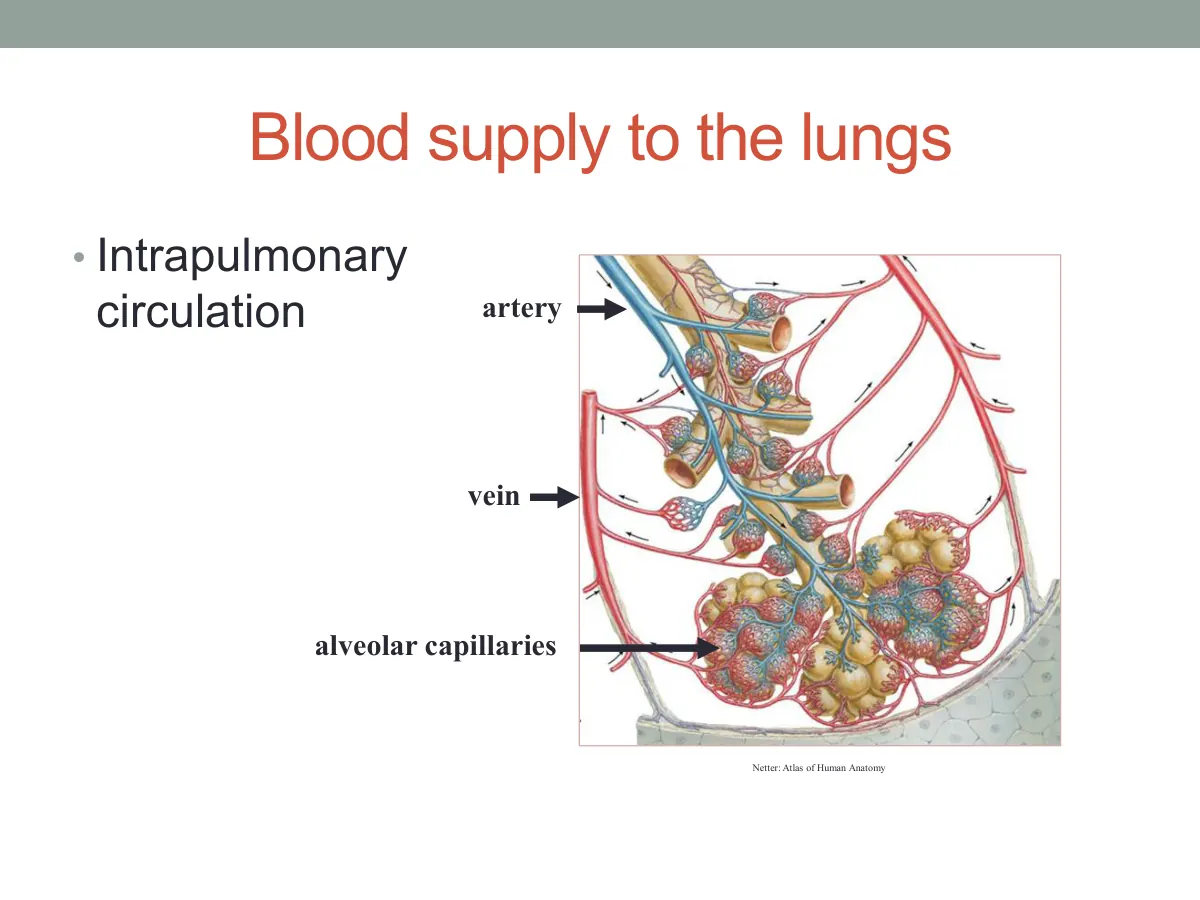 Blood supply to the lungs
• Intrapulmonary
circulation
artery
vein
alveolar capillaries
Netter: Atlas of Human Anatomy